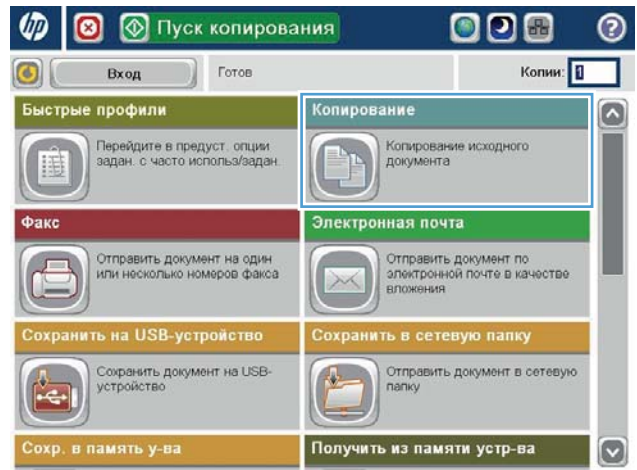 hp
Пуск копирования
?
Вход
Готов
Копии: 1
Быстрые профили
Перейдите в предуст. опции
задан. с часто использ/задан.
Копирование
Копирование исходного
документа
Факс
Отправить документ на один
или несколько номеров факса
Электронная почта
Отправить документ по
электронной почте в качестве
вложения
Сохранить на USB-устройство
Сохранить документ на USB-
устройство
Сохранить в сетевую папку
Отправить документ в сетевую
папку
Сохр. в память у-ва
Получить из памяти устр-ва